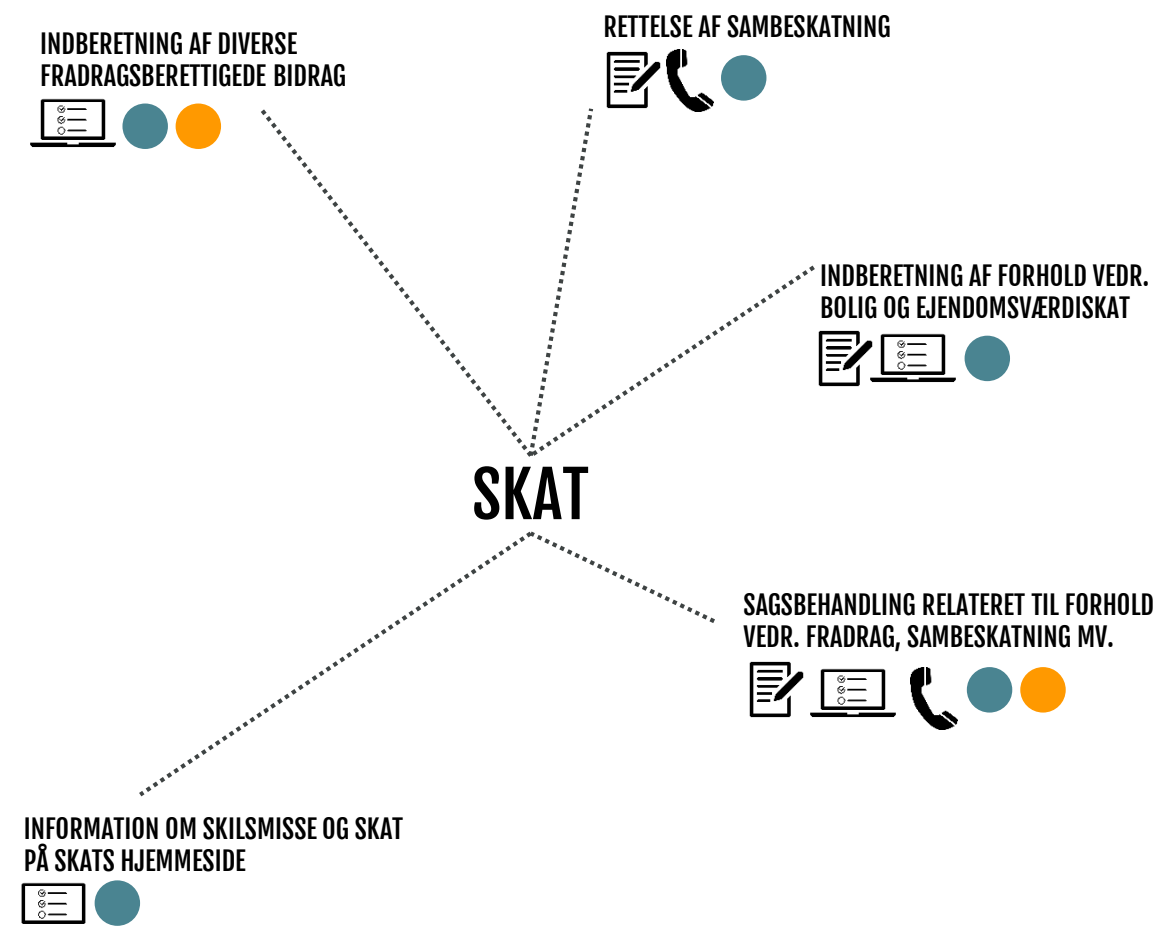 INDBERETNING AF DIVERSE
FRADRAGSBERETTIGEDE BIDRAG
RETTELSE AF SAMBESKATNING
INDBERETNING AF FORHOLD VEDR.
BOLIG OG EJENDOMSVÆRDISKAT
SKAT
SAGSBEHANDLING RELATERET TIL FORHOLD
VEDR. FRADRAG, SAMBESKATNING MV.
INFORMATION OM SKILSMISSE OG SKAT
PÅ SKATS HJEMMESIDE